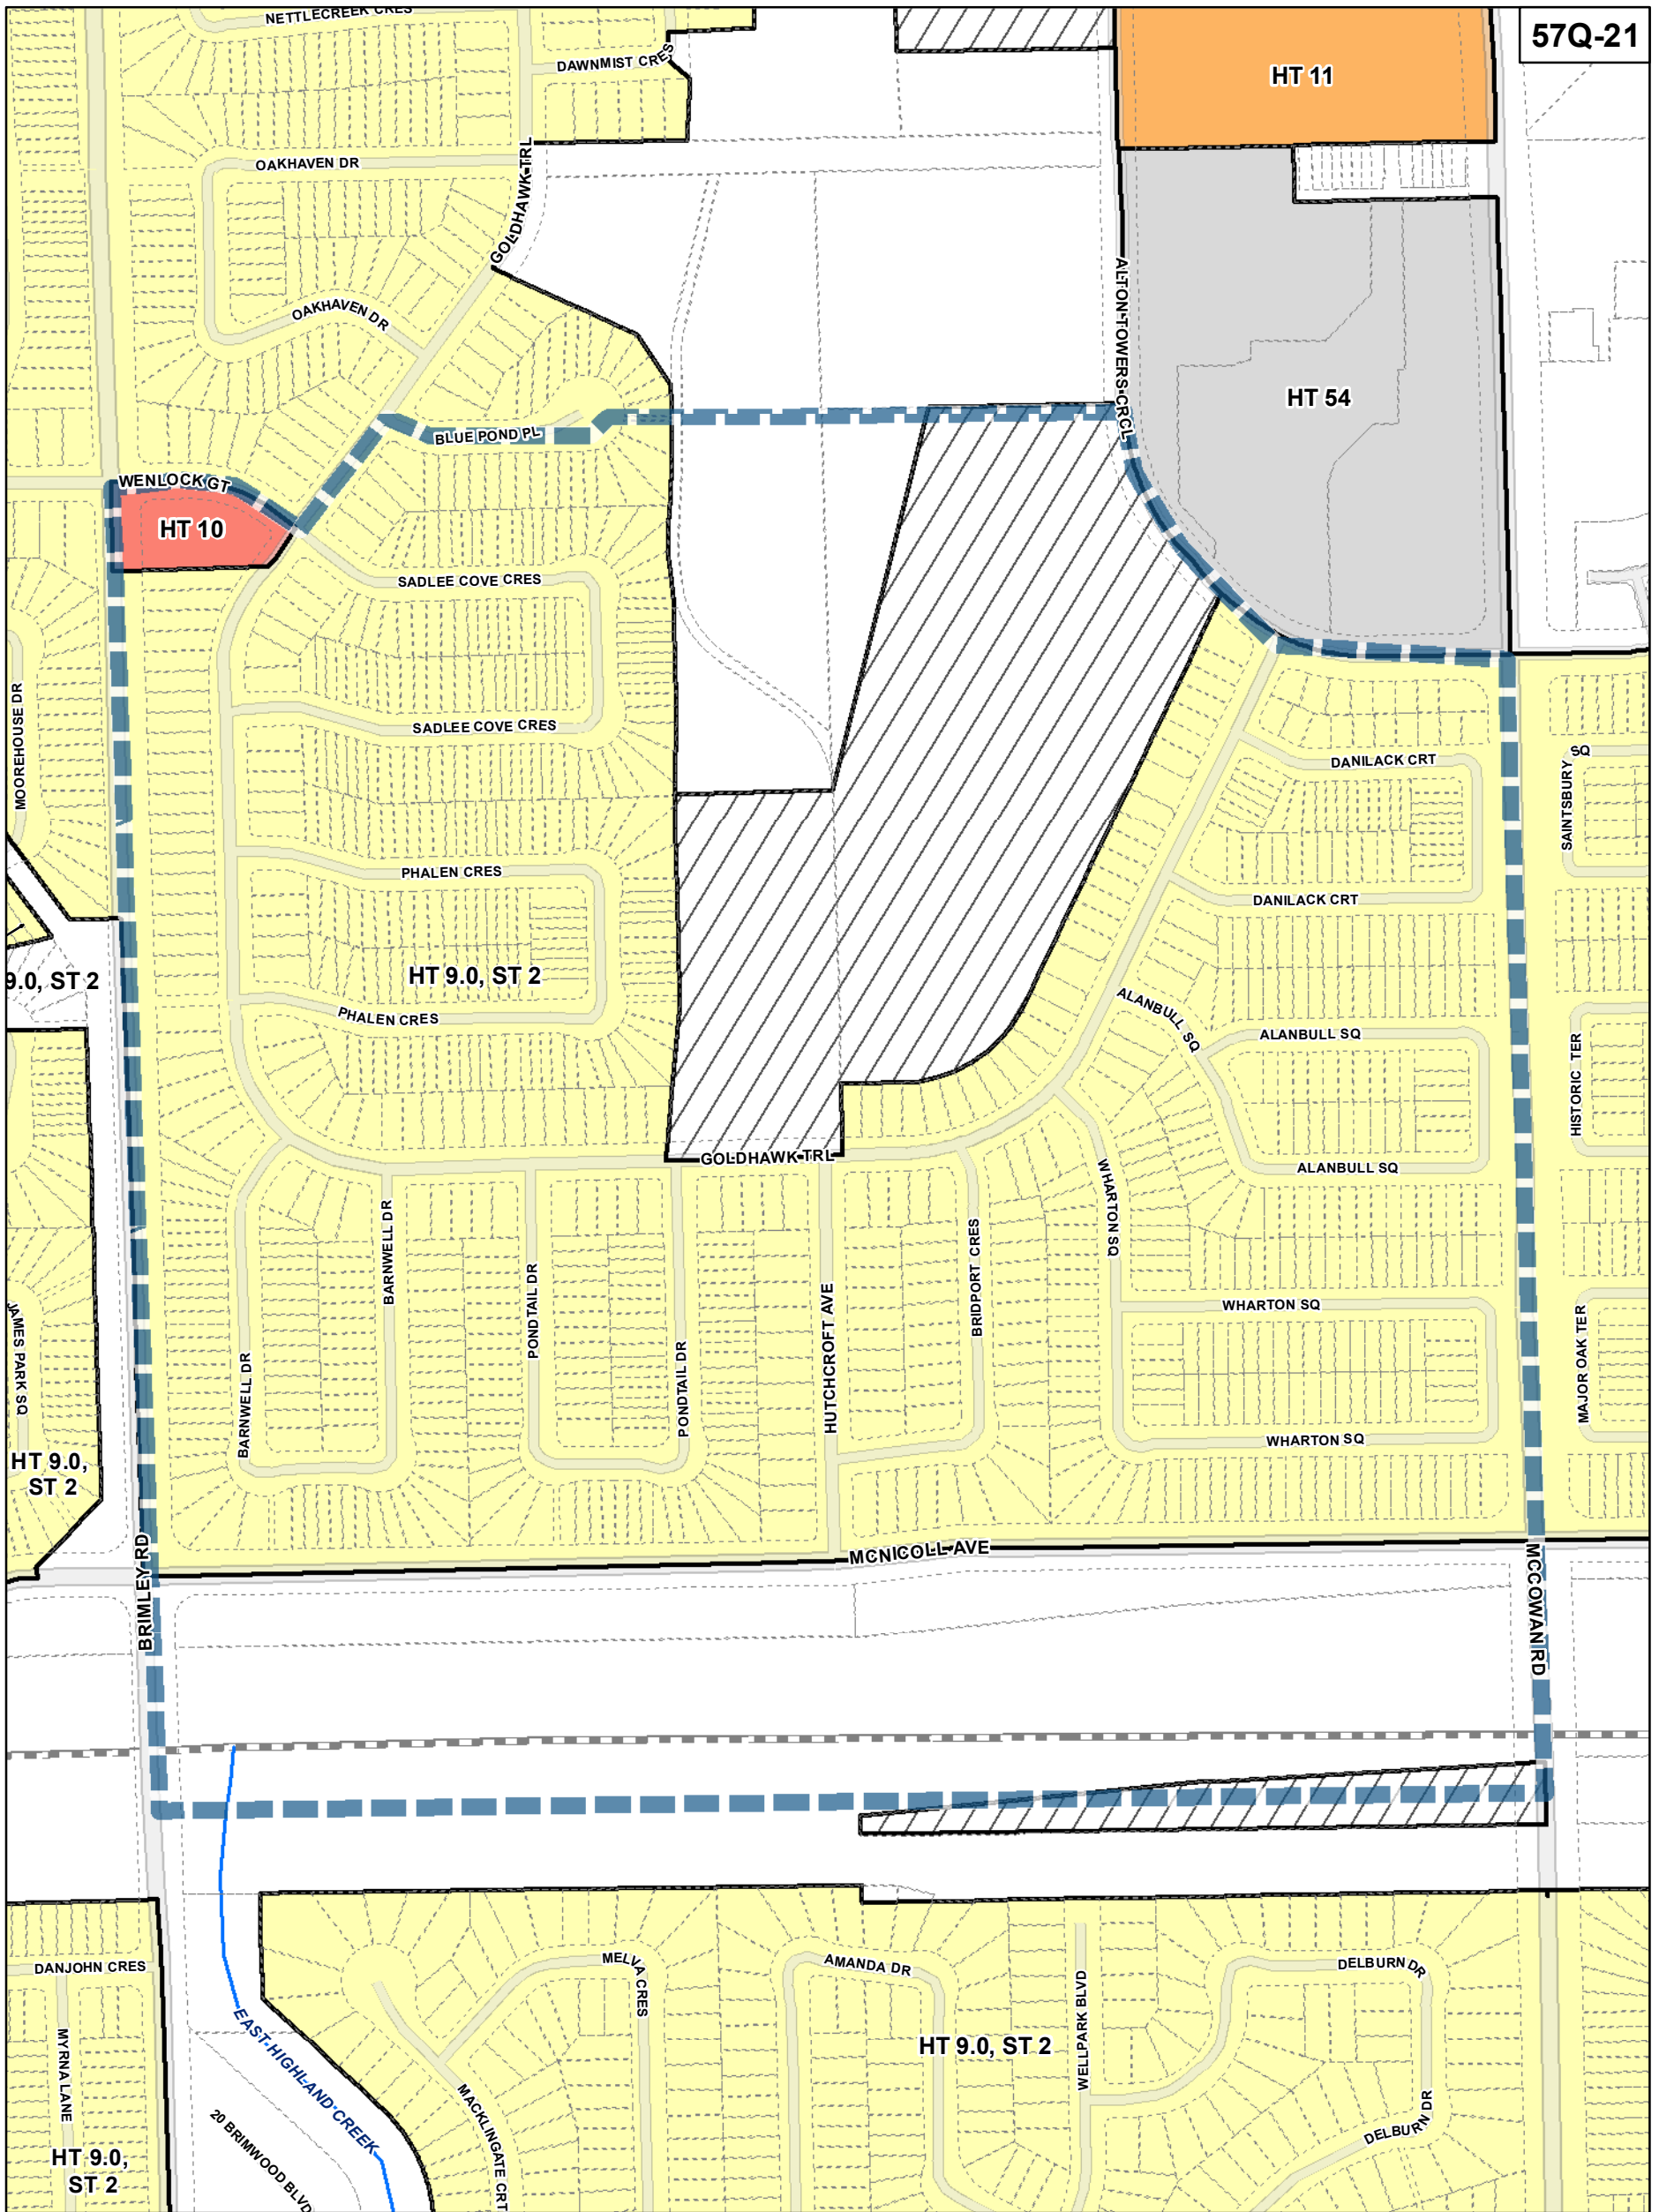 NETTLECREEK CRES
57Q-21
DAWNMIST CRES
HT 11
OAKHAVEN DR
GOLDHAWK TRL
OAKHAVEN DR
ALTON TOWERS CRCL
HT 54
BLUE POND PL
WENLOCK GT
HT 10
SADLEE COVE CRES
MOOREHOUSE DR
SADLEE COVE CRES
DANILACK CRT
SAINTSBURY SQ
PHALEN CRES
DANILACK CRT
9.0, ST 2
HT 9.0, ST 2
PHALEN CRES
ALANBULL SQ
ALANBULL SQ
HISTORIC TER
GOLDHAWK TRL
ALANBULL SQ
WHARTON SQ
BARNWELL DR
PONDTAIL DR
BRIDPORT CRES
WHARTON SQ
JAMES PARK SQ
BARNWELL DR
PONDTAIL DR
HUTCHCROFT AVE
MAJOR OAK TER
WHARTON SQ
HT 9.0,
ST 2
BRIMLEY RD
MCNICOLL AVE
MCCOWAN RD
DANJOHN CRES
MELVA CRES
AMANDA DR
DELBURN DR
WELLPARK BLVD
HT 9.0, ST 2
MYRNA LANE
EAST HIGHLAND CREEK
MACKLINGATE CRT
DELBURN DR
20 BRIMWOOD BLVD
HT 9.0,
ST 2